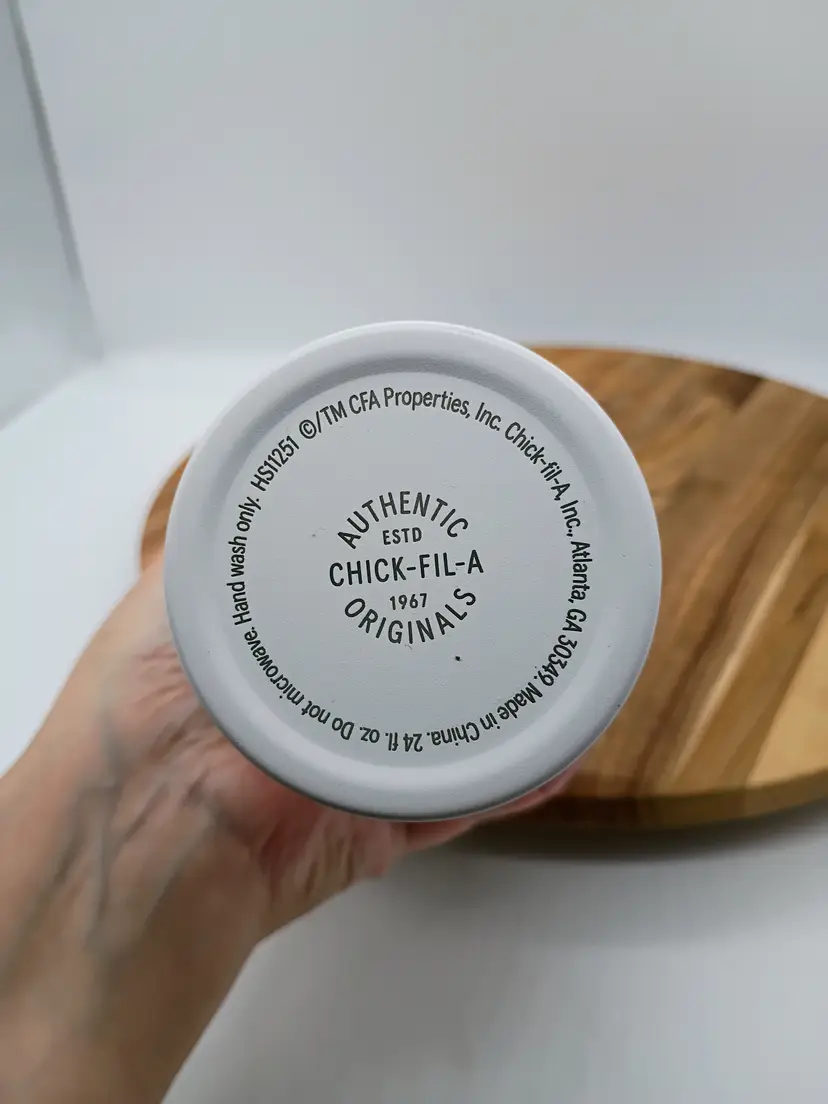 HS11251 ©/TM CFA Properties, Inc. Chick-fil-A, Inc., Atlanta, GA 30349. Made in China. 24 fl. oz. Do not microwave. Hand wash only.
AUTHENTIC
ESTD
CHICK-FIL-A
1967
ORIGINALS